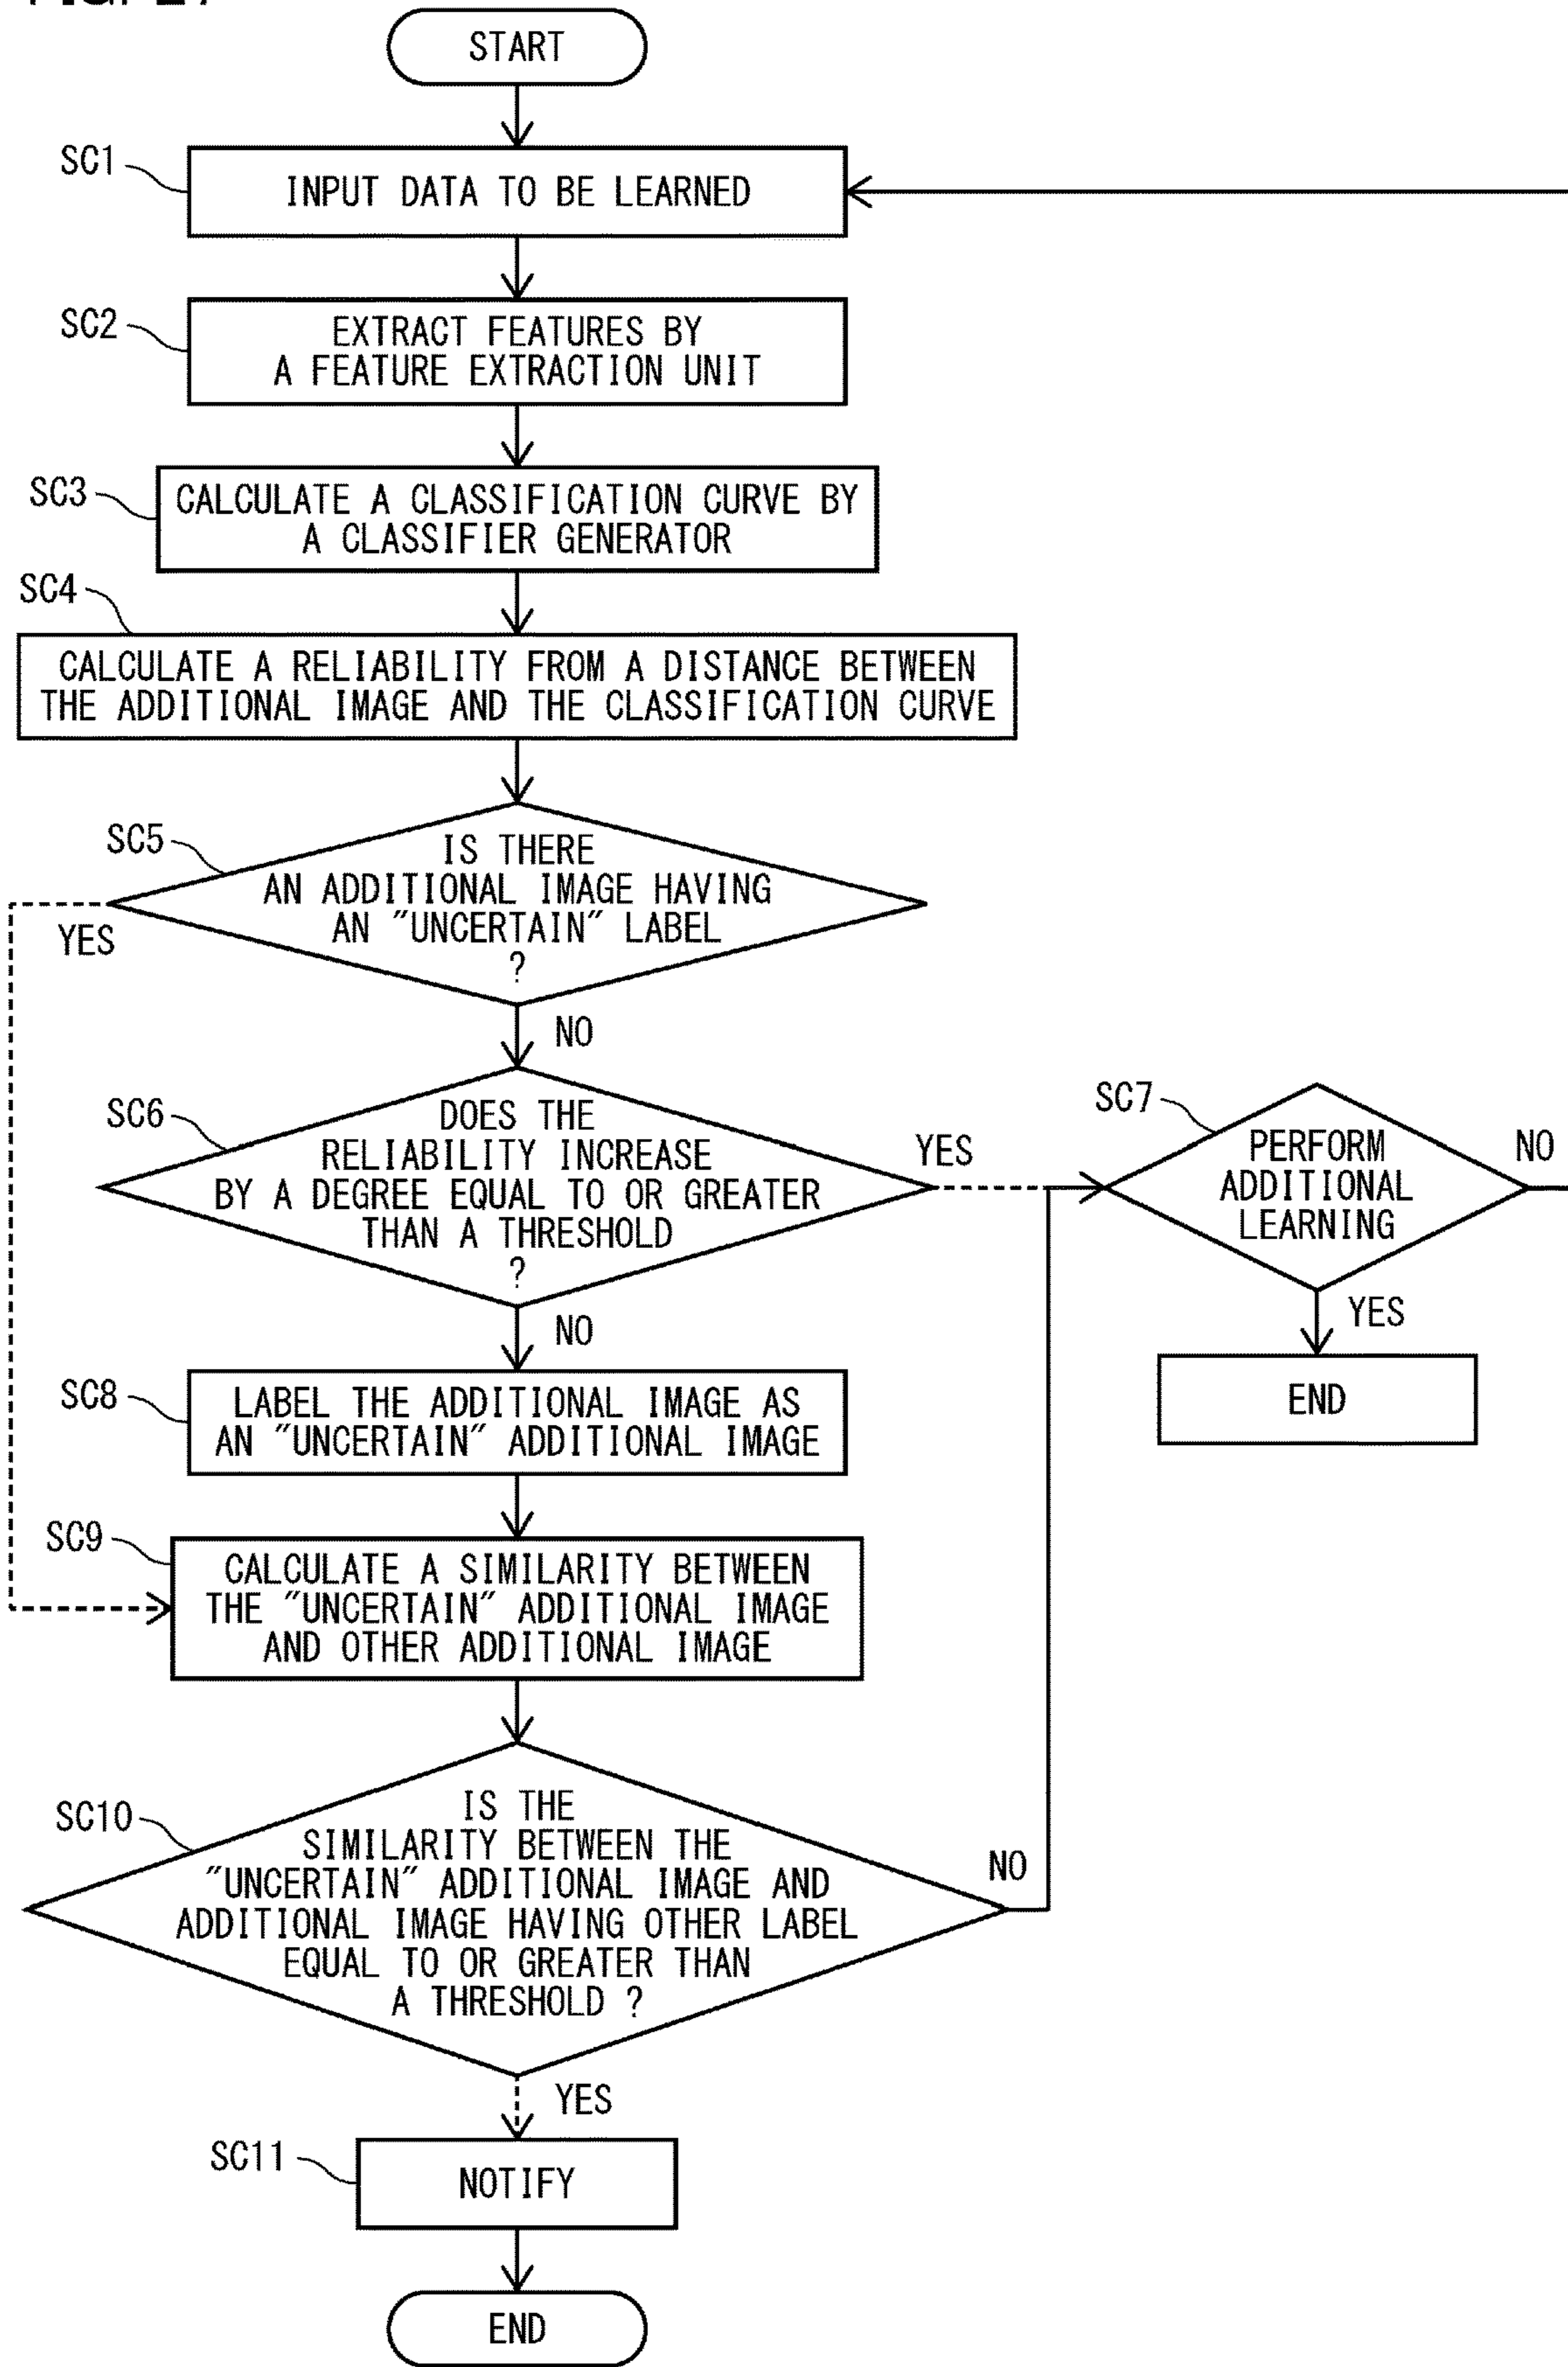 START
SC1
INPUT DATA TO BE LEARNED
SC2
EXTRACT FEATURES BY
A FEATURE EXTRACTION UNIT
SC3
CALCULATE A CLASSIFICATION CURVE BY
A CLASSIFIER GENERATOR
SC4
CALCULATE A RELIABILITY FROM A DISTANCE BETWEEN
THE ADDITIONAL IMAGE AND THE CLASSIFICATION CURVE
SC5
IS THERE
AN ADDITIONAL IMAGE HAVING
AN "UNCERTAIN" LABEL
?
YES
NO
SC6
DOES THE
RELIABILITY INCREASE
BY A DEGREE EQUAL TO OR GREATER
THAN A THRESHOLD
?
YES
NO
SC7
PERFORM
ADDITIONAL
LEARNING
NO
YES
END
SC8
LABEL THE ADDITIONAL IMAGE AS
AN "UNCERTAIN" ADDITIONAL IMAGE
SC9
CALCULATE A SIMILARITY BETWEEN
THE "UNCERTAIN" ADDITIONAL IMAGE
AND OTHER ADDITIONAL IMAGE
SC10
IS THE
SIMILARITY BETWEEN THE
"UNCERTAIN" ADDITIONAL IMAGE AND
ADDITIONAL IMAGE HAVING OTHER LABEL
EQUAL TO OR GREATER THAN
A THRESHOLD ?
NO
YES
SC11
NOTIFY
END